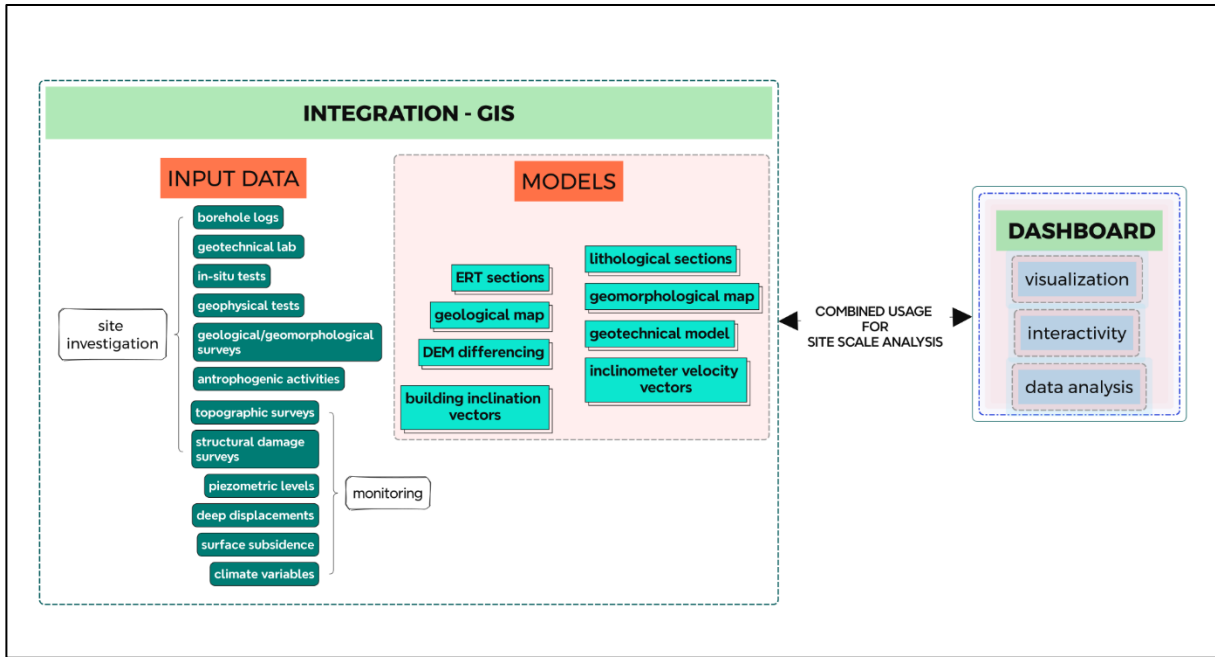 INTEGRATION - GIS
INPUT DATA
borehole logs
geotechnical lab
in-situ tests
geophysical tests
geological/geomorphological
surveys
antrophogenic activities
topographic surveys
structural damage
surveys
piezometric levels
deep displacements
surface subsidence
climate variables
site
investigation
monitoring
MODELS
ERT sections
geological map
DEM differencing
building inclination
vectors
lithological sections
geomorphological map
geotechnical model
inclinometer velocity
vectors
COMBINED USAGE
FOR
SITE SCALE ANALYSIS
DASHBOARD
visualization
interactivity
data analysis